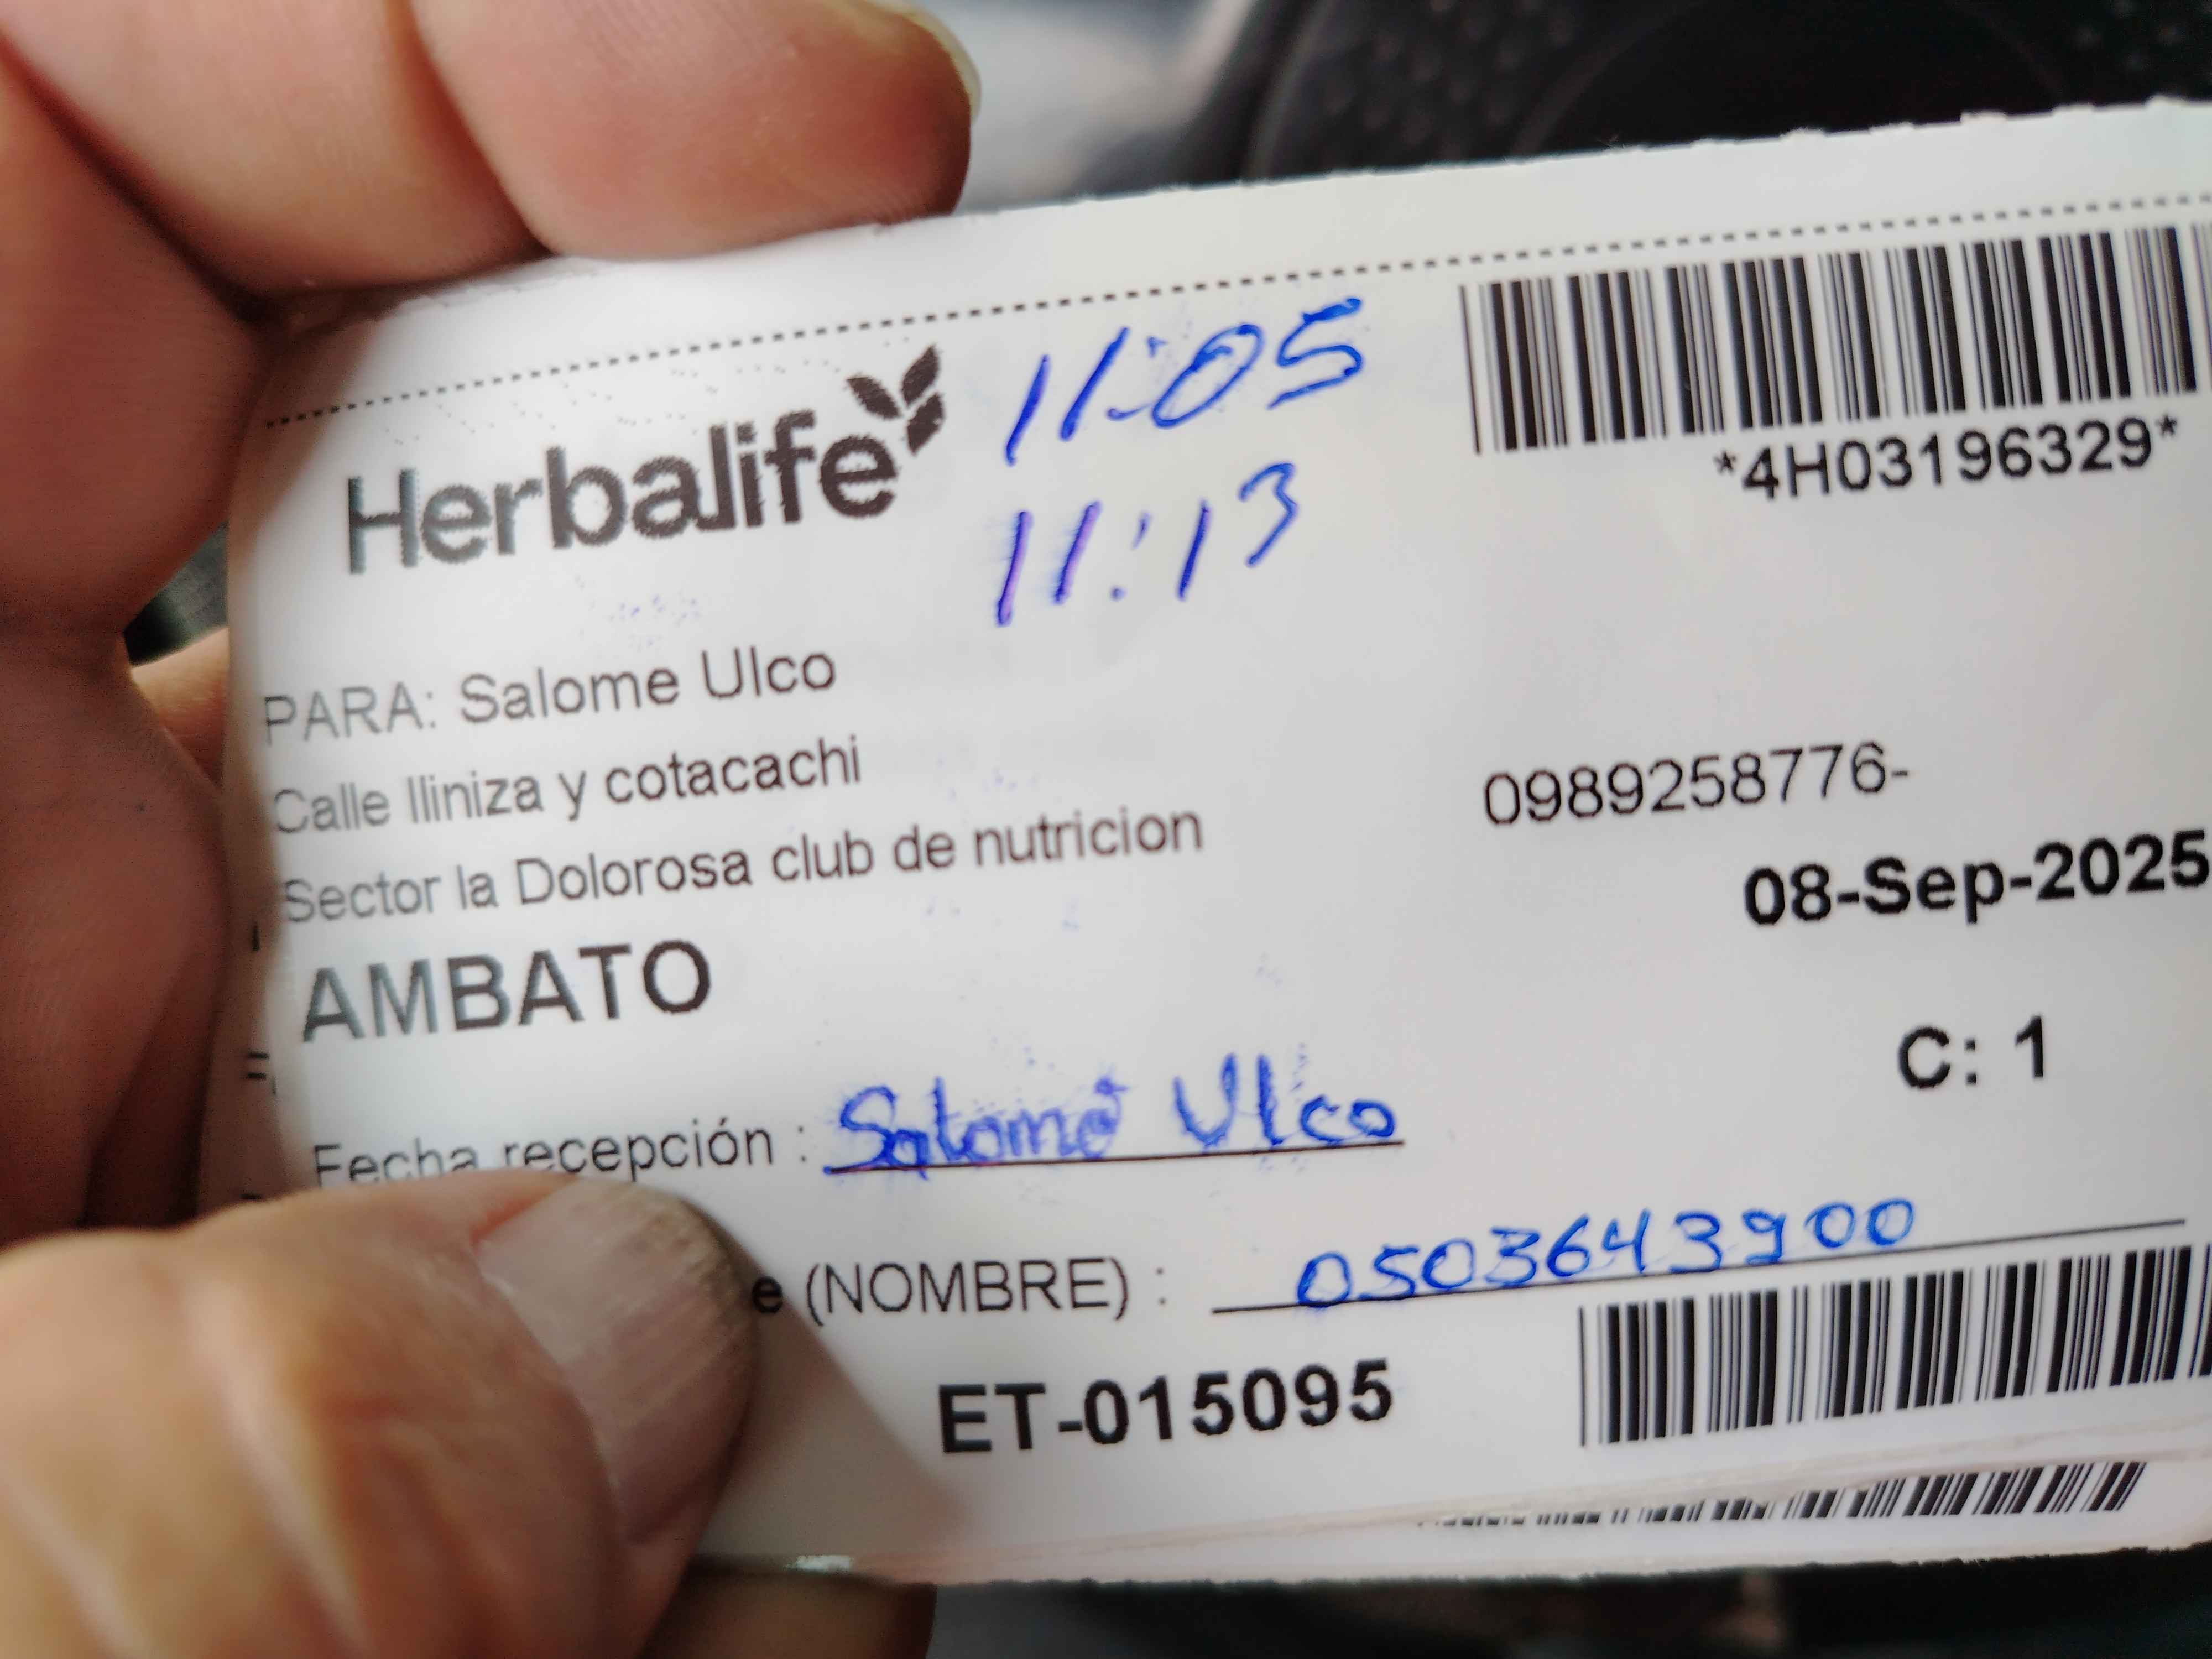 Herbalife
11:05
11:13
*4H03196329*
PARA: Salome Ulco
Calle Iliniza y cotacachi
0989258776-
Sector la Dolorosa club de nutricion
08-Sep-2025
AMBATO
C: 1
Fecha recepción : Salomé Ulco
e (NOMBRE) : 0503643900
ET-015095